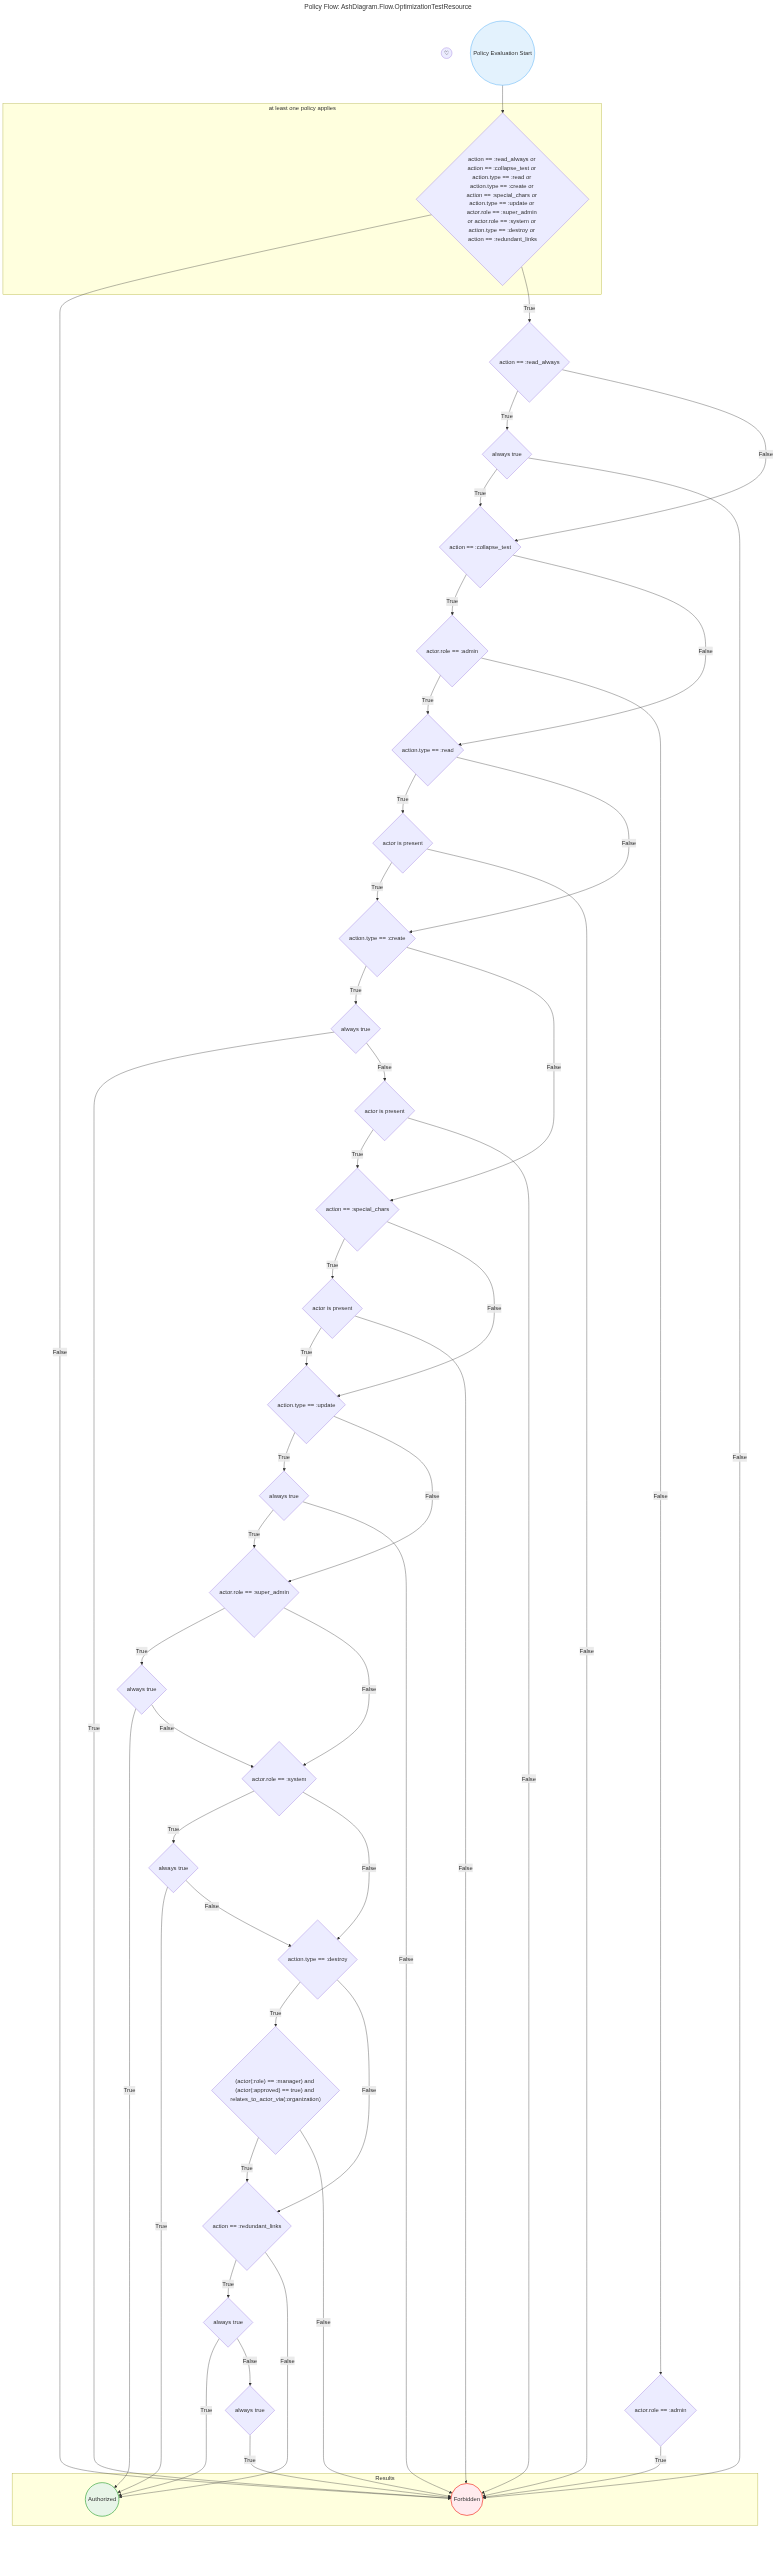 Policy Flow: AshDiagram.Flow.OptimizationTestResource
♡
Policy Evaluation Start
at least one policy applies
action == :read_always or
action == :collapse_test or
action.type == :read or
action.type == :create or
action == :special_chars or
action.type == :update or
actor.role == :super_admin
or actor.role == :system or
action.type == :destroy or
action == :redundant_links
True
action == :read_always
True
always true
False
True
action == :collapse_test
True
actor.role == :admin
False
True
action.type == :read
True
actor is present
False
True
action.type == :create
True
always true
False
False
actor is present
True
action == :special_chars
True
actor is present
False
True
False
action.type == :update
True
always true
False
False
False
True
actor.role == :super_admin
True
False
always true
False
True
False
actor.role == :system
False
True
always true
False
False
False
action.type == :destroy
False
True
(actor(:role) == :manager) and
(actor(:approved) == true) and
relates_to_actor_via(:organization)
True
False
True
True
action == :redundant_links
True
always true
False
False
False
True
always true
actor.role == :admin
True
True
Results
Authorized
Forbidden